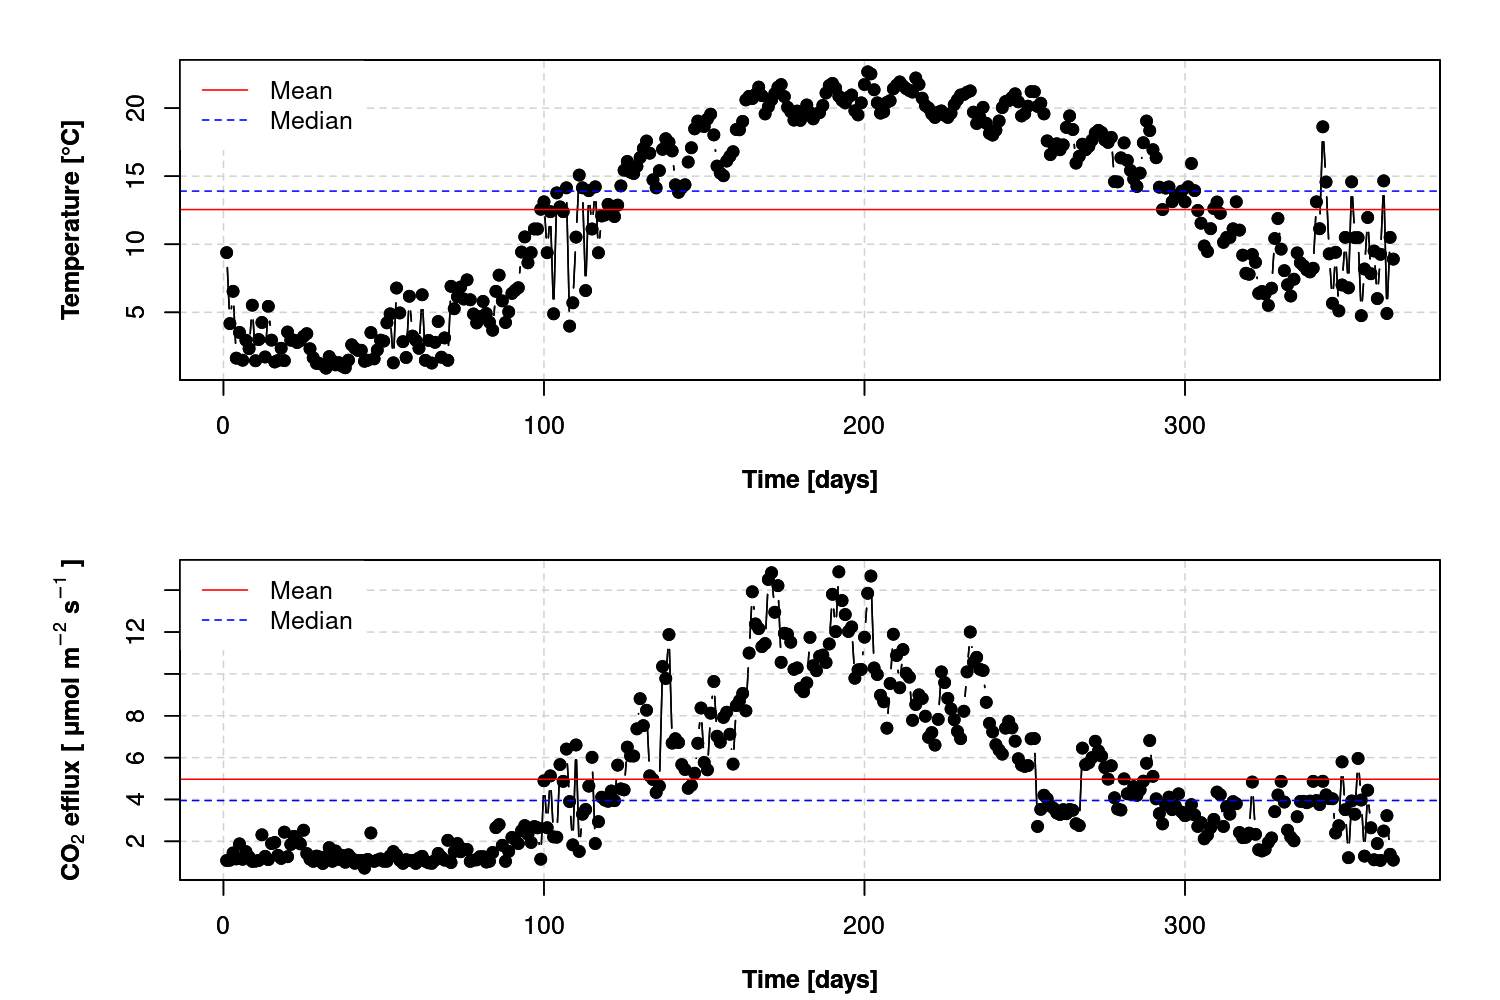 Temperature [°C]
20
15
10
5
Mean
Median
0 100 200 300
Time [days]
CO2 efflux [ μmol m−2 s−1 ]
12
8
6
4
2
Mean
Median
0 100 200 300
Time [days]